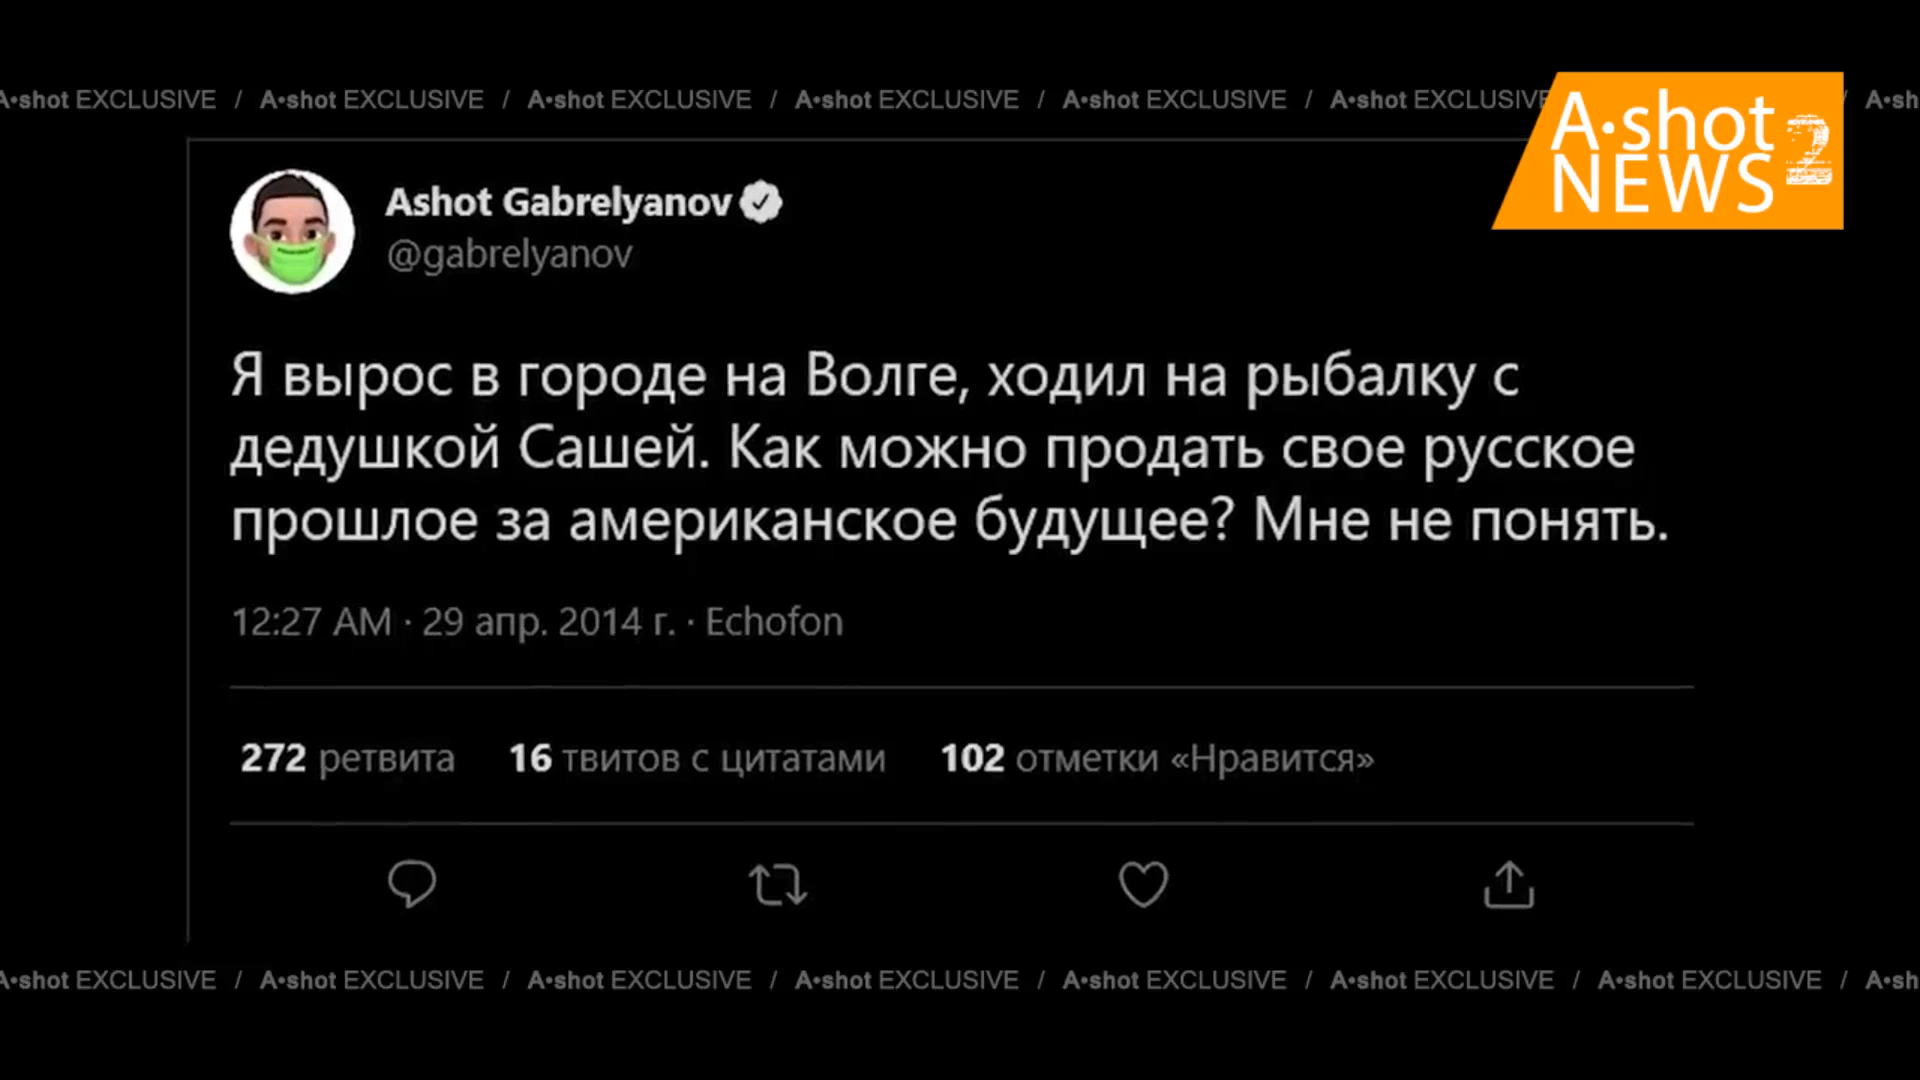 A•shot EXCLUSIVE / A•shot EXCLUSIVE / A•shot EXCLUSIVE / A•shot EXCLUSIVE / A•shot EXCLUSIVE / A•shot EXCLUSIVE / A•sh
A•shot
NEWS 2
Ashot Gabrelyanov
@gabrelyanov
Я вырос в городе на Волге, ходил на рыбалку с
дедушкой Сашей. Как можно продать свое русское
прошлое за американское будущее? Мне не понять.
12:27 AM · 29 апр. 2014 г. · Echofon
272 ретвита 16 твитов с цитатами 102 отметки «Нравится»
A•shot EXCLUSIVE / A•shot EXCLUSIVE / A•shot EXCLUSIVE / A•shot EXCLUSIVE / A•shot EXCLUSIVE / A•shot EXCLUSIVE / A•shot EXCLUSIVE / A•sh